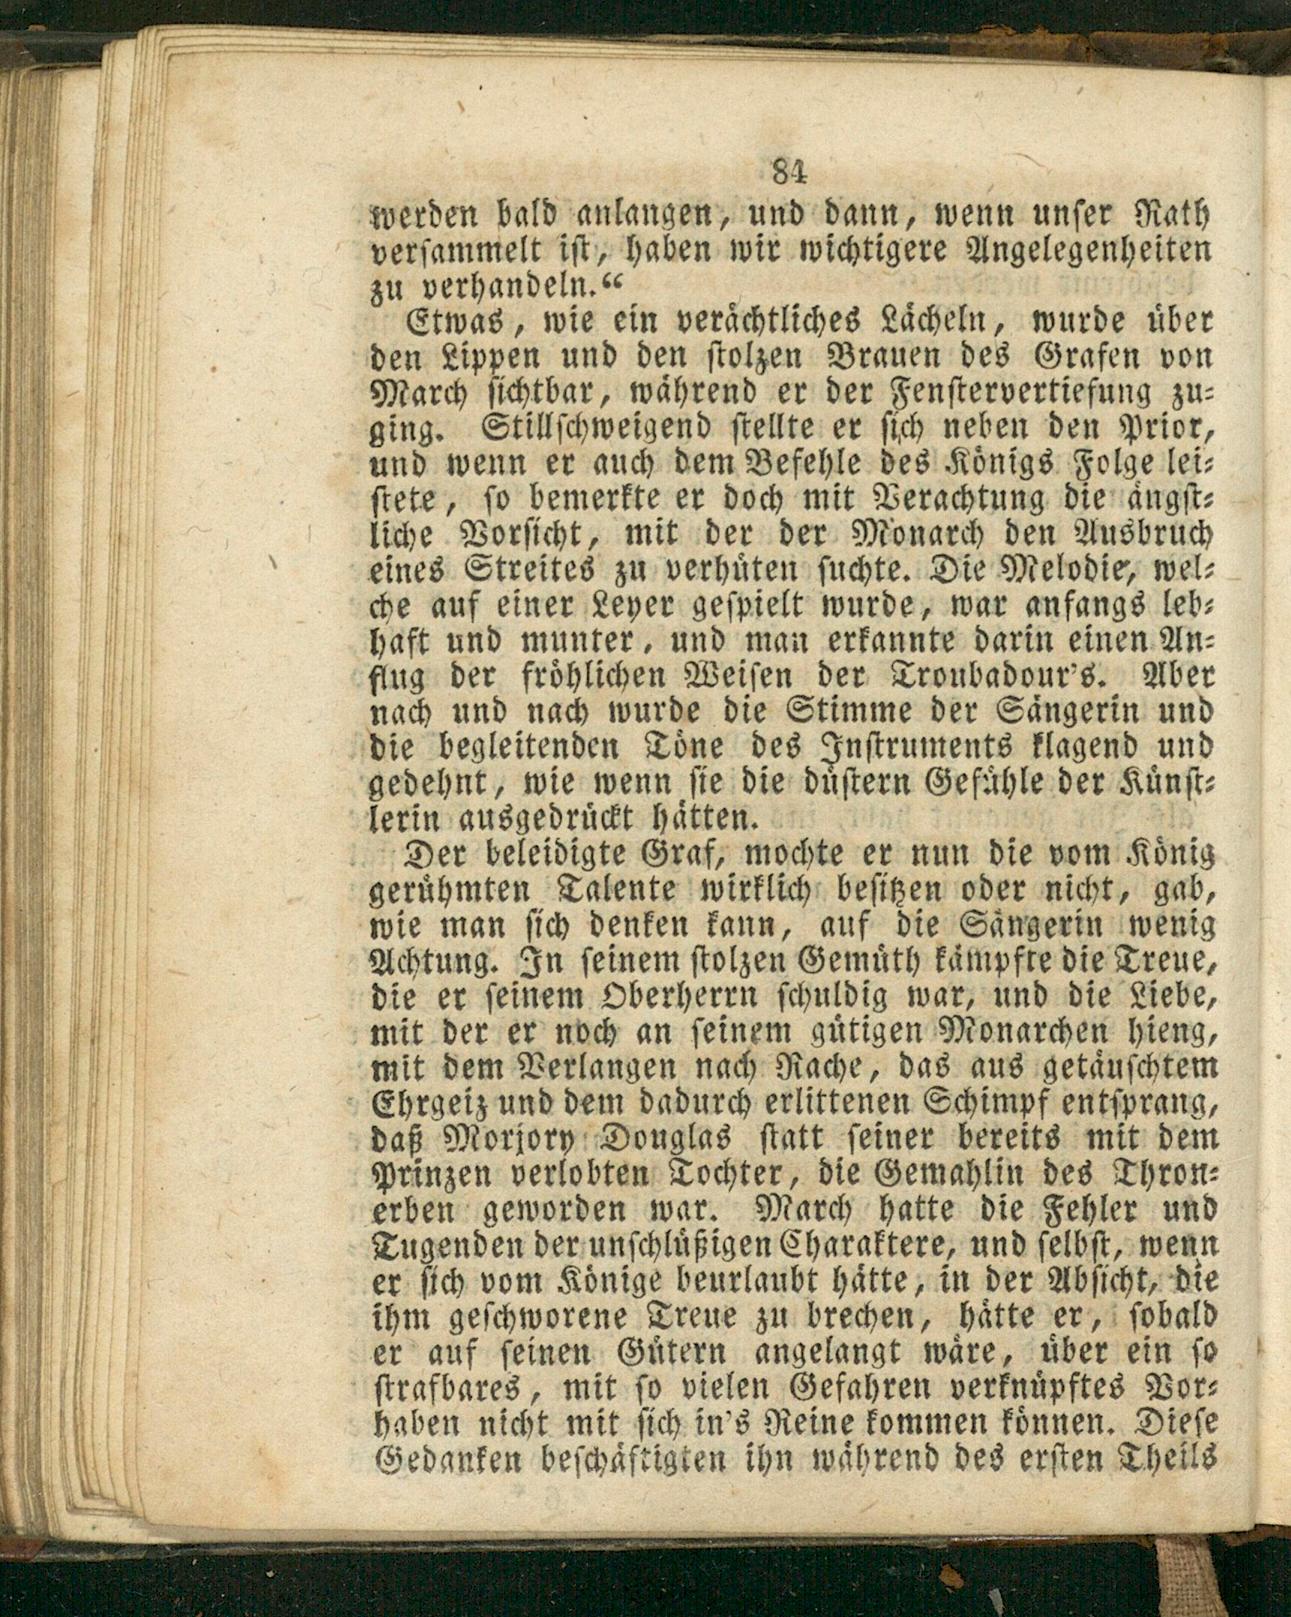 84
werden bald anlangen, und dann, wenn unser Rath
versammelt ist, haben wir wichtigere Angelegenheiten
zu verhandeln.“
Etwas, wie ein verächtliches Lächeln, wurde über
den Lippen und den stolzen Brauen des Grafen von
March sichtbar, während er der Fenstervertiefung zu-
ging. Stillschweigend stellte er sich neben den Prior,
und wenn er auch dem Befehle des Königs Folge lei-
stete, so bemerkte er doch mit Verachtung die ängst-
liche Vorsicht, mit der der Monarch den Ausbruch
eines Streites zu verhüten suchte. Die Melodie, wel-
che auf einer Leyer gespielt wurde, war anfangs leb-
haft und munter, und man erkannte darin einen An-
flug der fröhlichen Weisen der Troubadour's. Aber
nach und nach wurde die Stimme der Sängerin und
die begleitenden Töne des Instruments klagend und
gedehnt, wie wenn sie die düstern Gefühle der Künst-
lerin ausgedrückt hätten.
Der beleidigte Graf, mochte er nun die vom König
gerühmten Talente wirklich besitzen oder nicht, gab,
wie man sich denken kann, auf die Sängerin wenig
Achtung. In seinem stolzen Gemüth kämpfte die Treue,
die er seinem Oberherrn schuldig war, und die Liebe,
mit der er noch an seinem gütigen Monarchen hieng,
mit dem Verlangen nach Rache, das aus getäuschtem
Ehrgeiz und dem dadurch erlittenen Schimpf entsprang,
daß Morjory Douglas statt seiner bereits mit dem
Prinzen verlobten Tochter, die Gemahlin des Thron-
erben geworden war. March hatte die Fehler und
Tugenden der unschlüßigen Charaktere, und selbst, wenn
er sich vom Könige beurlaubt hätte, in der Absicht, die
ihm geschworene Treue zu brechen, hätte er, sobald
er auf seinen Gütern angelangt wäre, über ein so
strafbares, mit so vielen Gefahren verknüpftes Vor-
haben nicht mit sich in's Reine kommen können. Diese
Gedanken beschäftigten ihn während des ersten Theils